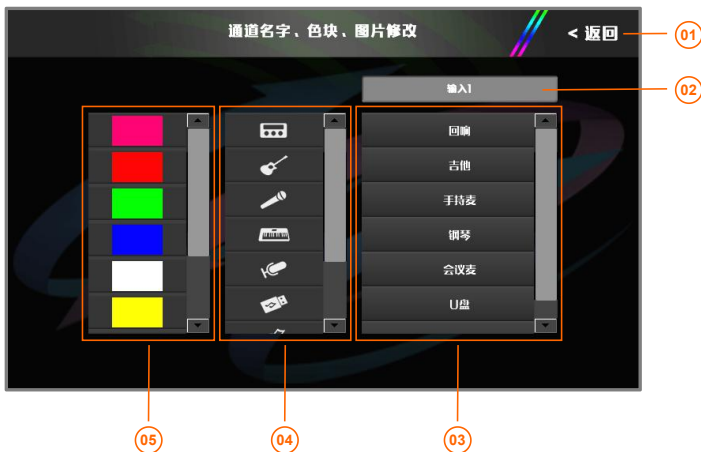 通道名字、色块、图片修改
< 返回
01
输入1
02
回响
吉他
手持麦
钢琴
会议麦
U盘
05
04
03